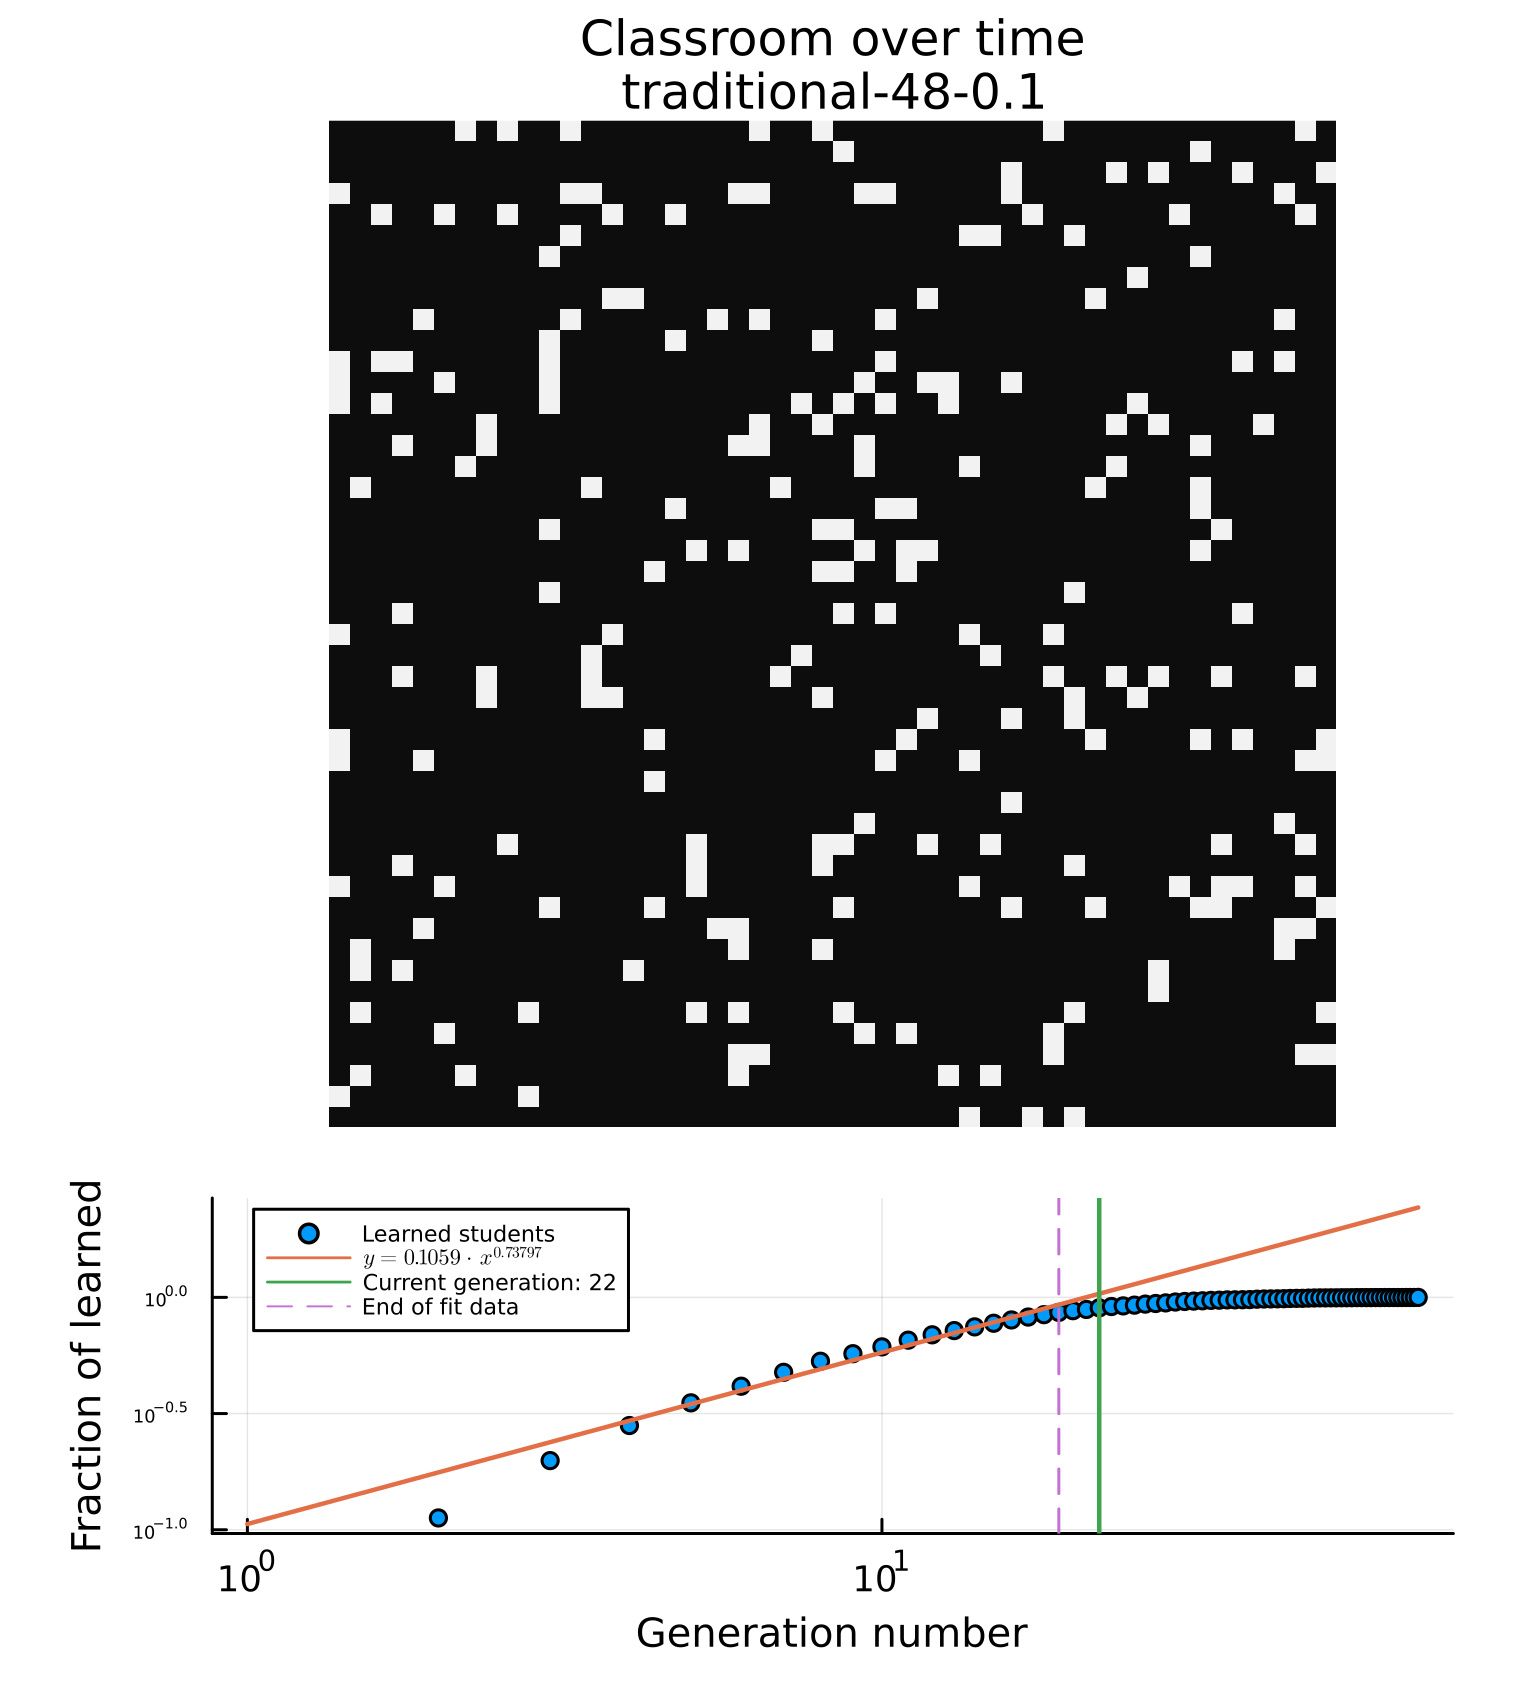 Classroom over time
traditional-48-0.1
Fraction of learned
Learned students
y = 0.1059 · x^0.73797
Current generation: 22
End of fit data
10^0.0
10^−0.5
10^−1.0
10^0 10^1
Generation number